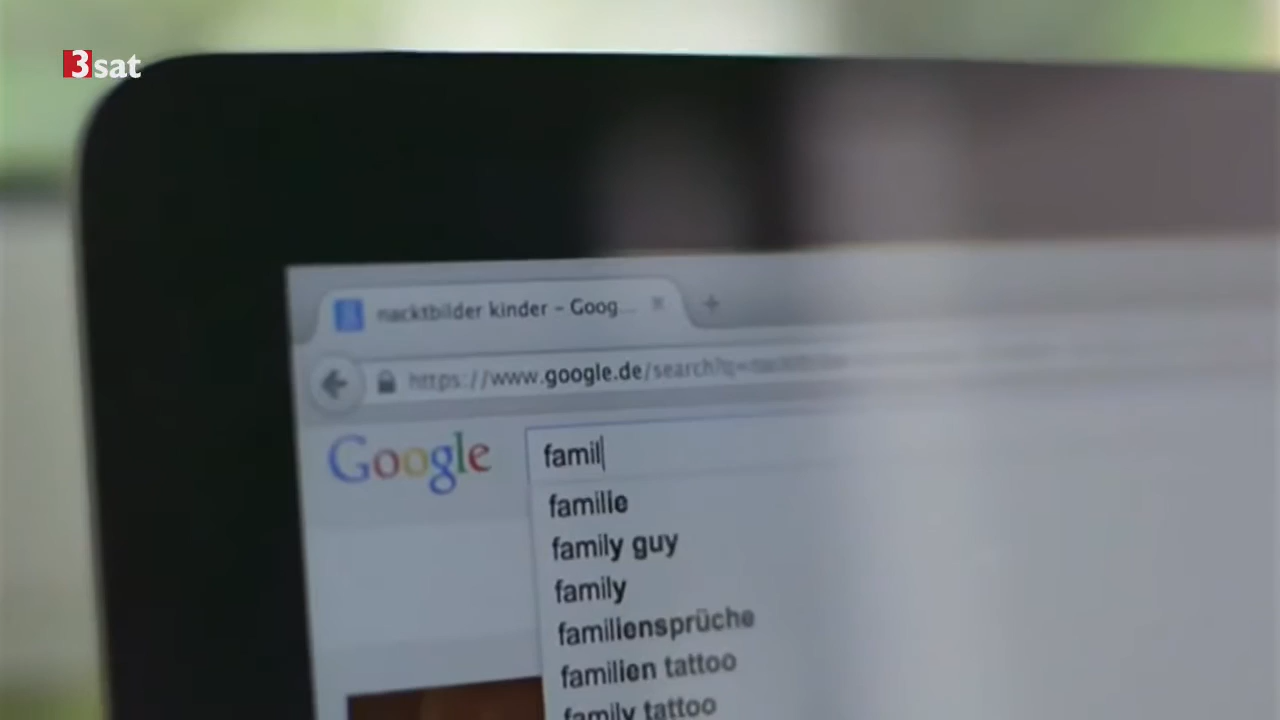 3sat
nacktbilder kinder – Goog...
https://www.google.de/search?q=
Google
famil
familie
family guy
family
familiensprüche
familien tattoo
family tattoo